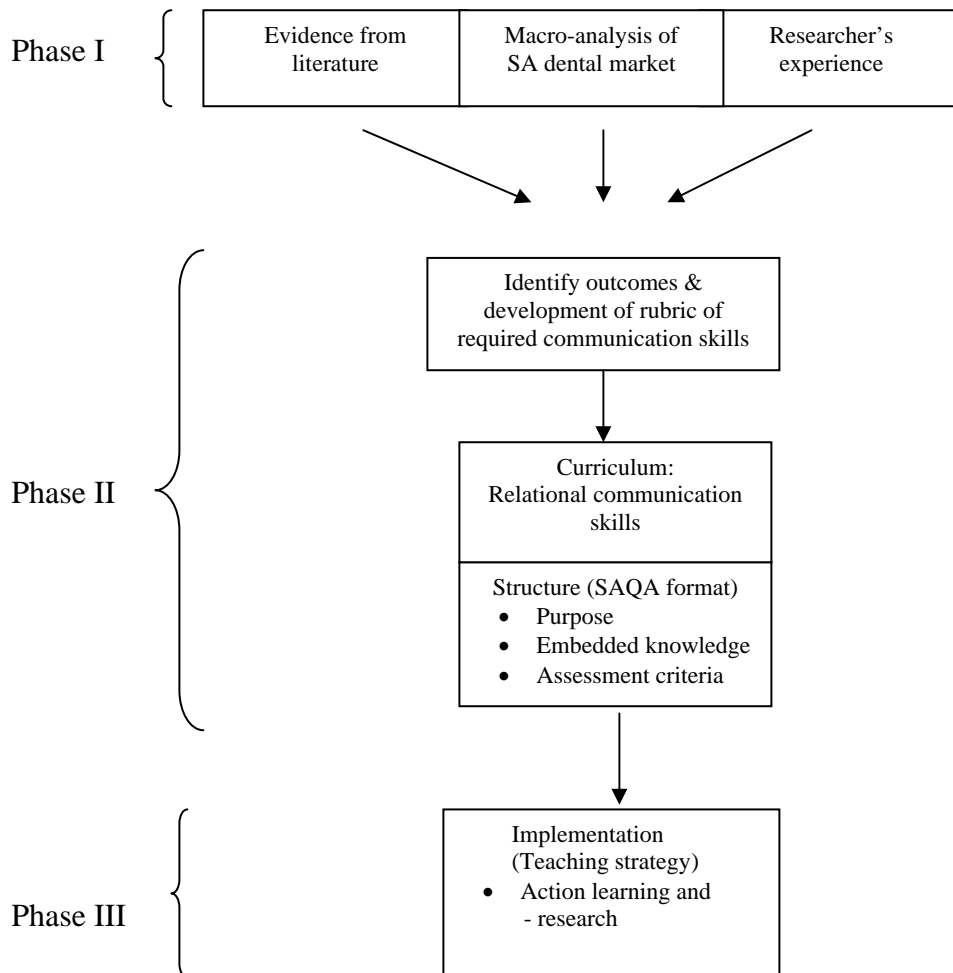 Phase I
Evidence from
literature
Macro-analysis of
SA dental market
Researcher's
experience
Phase II
Identify outcomes &
development of rubric of
required communication skills
Curriculum:
Relational communication
skills
Structure (SAQA format)
• Purpose
• Embedded knowledge
• Assessment criteria
Phase III
Implementation
(Teaching strategy)
• Action learning and
- research